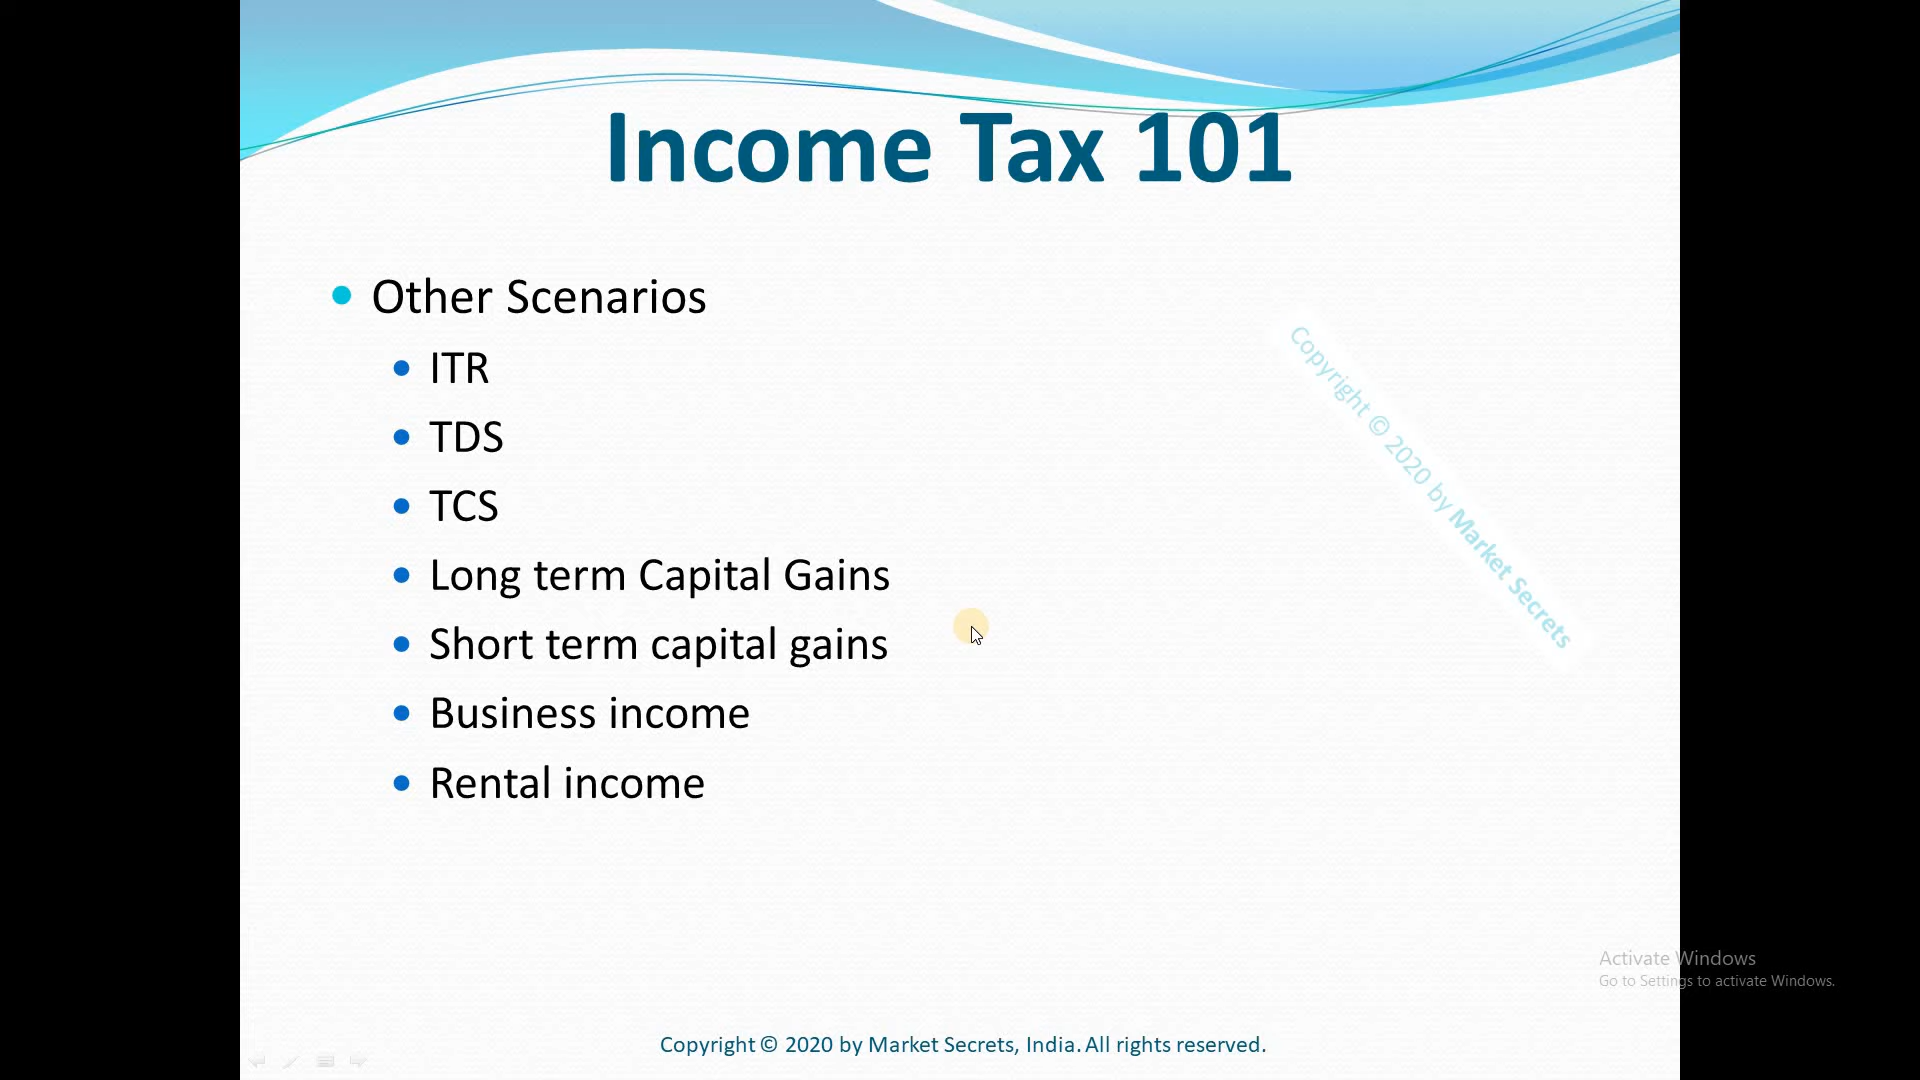 Income Tax 101
Other Scenarios
ITR
TDS
TCS
Long term Capital Gains
Short term capital gains
Business income
Rental income
Copyright © 2020 by Market Secrets
Activate Windows
Go to Settings to activate Windows.
Copyright © 2020 by Market Secrets, India. All rights reserved.